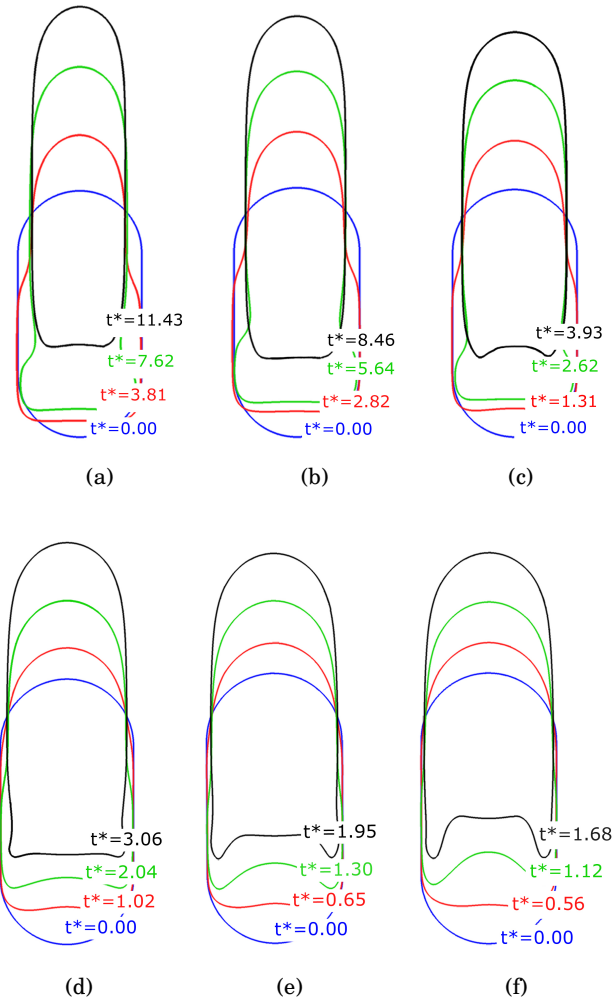 t*=11.43
t*=7.62
t*=3.81
t*=0.00
t*=8.46
t*=5.64
t*=2.82
t*=0.00
t*=3.93
t*=2.62
t*=1.31
t*=0.00
(a)
(b)
(c)
t*=3.06
t*=2.04
t*=1.02
t*=0.00
t*=1.95
t*=1.30
t*=0.65
t*=0.00
t*=1.68
t*=1.12
t*=0.56
t*=0.00
(d)
(e)
(f)